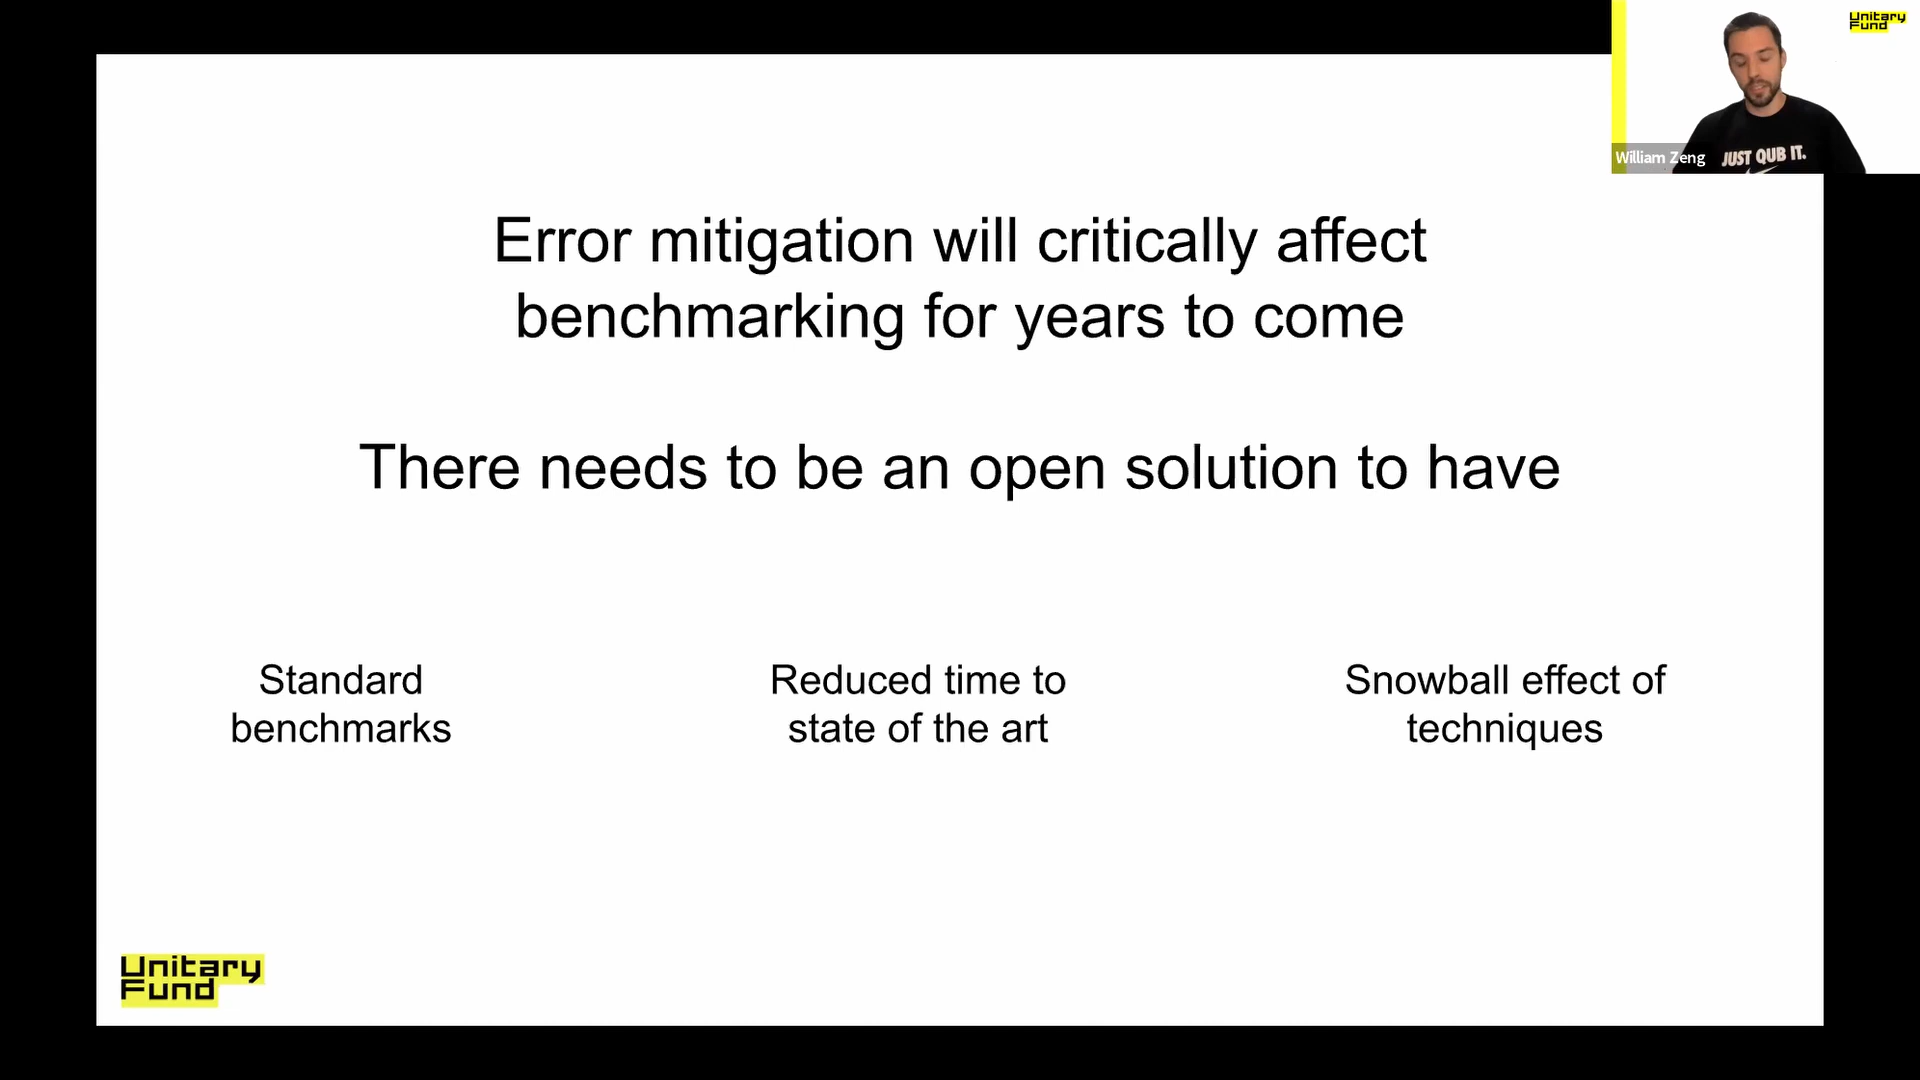 Unitary
Fund
William Zeng
JUST QUB IT.
Error mitigation will critically affect
benchmarking for years to come
There needs to be an open solution to have
Standard
benchmarks
Reduced time to
state of the art
Snowball effect of
techniques
Unitary
Fund